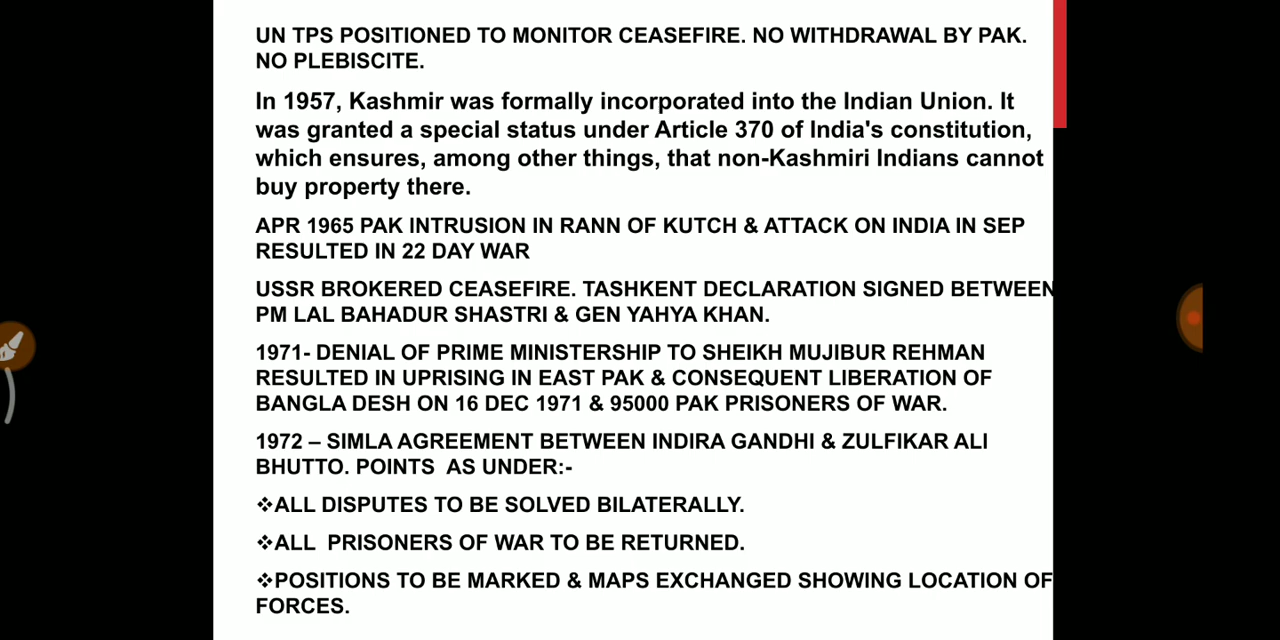 UN TPS POSITIONED TO MONITOR CEASEFIRE. NO WITHDRAWAL BY PAK.
NO PLEBISCITE.
In 1957, Kashmir was formally incorporated into the Indian Union. It
was granted a special status under Article 370 of India's constitution,
which ensures, among other things, that non-Kashmiri Indians cannot
buy property there.
APR 1965 PAK INTRUSION IN RANN OF KUTCH & ATTACK ON INDIA IN SEP
RESULTED IN 22 DAY WAR
USSR BROKERED CEASEFIRE. TASHKENT DECLARATION SIGNED BETWEEN
PM LAL BAHADUR SHASTRI & GEN YAHYA KHAN.
1971- DENIAL OF PRIME MINISTERSHIP TO SHEIKH MUJIBUR REHMAN
RESULTED IN UPRISING IN EAST PAK & CONSEQUENT LIBERATION OF
BANGLA DESH ON 16 DEC 1971 & 95000 PAK PRISONERS OF WAR.
1972 – SIMLA AGREEMENT BETWEEN INDIRA GANDHI & ZULFIKAR ALI
BHUTTO. POINTS  AS UNDER:-
❖ALL DISPUTES TO BE SOLVED BILATERALLY.
❖ALL  PRISONERS OF WAR TO BE RETURNED.
❖POSITIONS TO BE MARKED & MAPS EXCHANGED SHOWING LOCATION OF
FORCES.